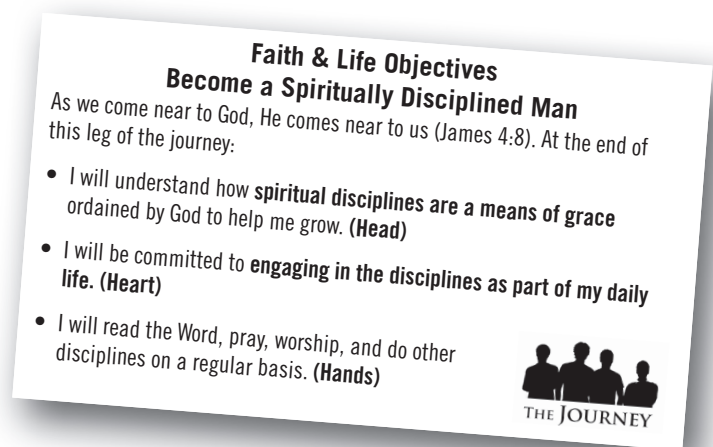 Faith & Life Objectives
Become a Spiritually Disciplined Man
As we come near to God, He comes near to us (James 4:8). At the end of
this leg of the journey:
• I will understand how spiritual disciplines are a means of grace
ordained by God to help me grow. (Head)
• I will be committed to engaging in the disciplines as part of my daily
life. (Heart)
• I will read the Word, pray, worship, and do other
disciplines on a regular basis. (Hands)
THE JOURNEY